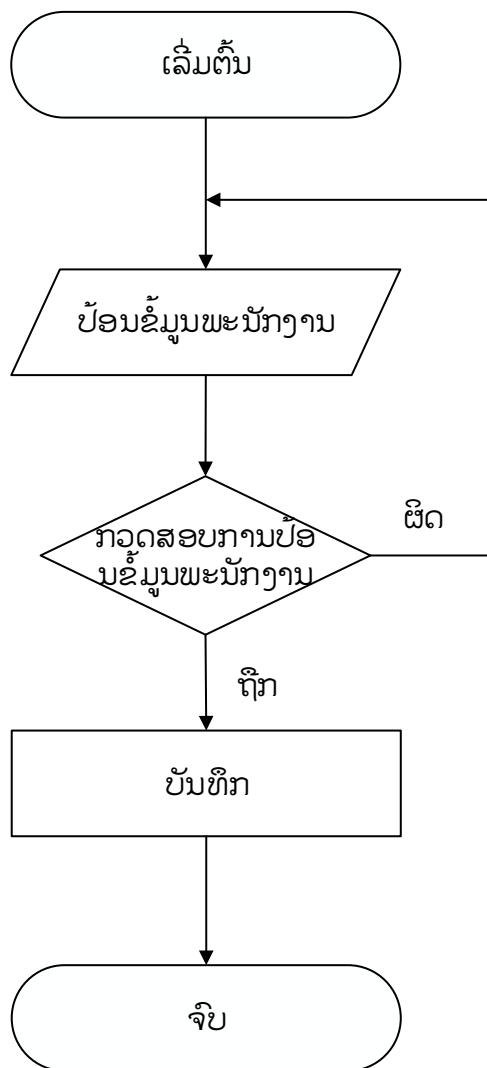 ເລີ່ມຕົ້ນ
ປ້ອນຂໍ້ມູນພະນັກງານ
ກວດສອບການປ້ອ
ນຂໍ້ມູນພະນັກງານ
ຜິດ
ຖືກ
ບັນທຶກ
ຈົບ